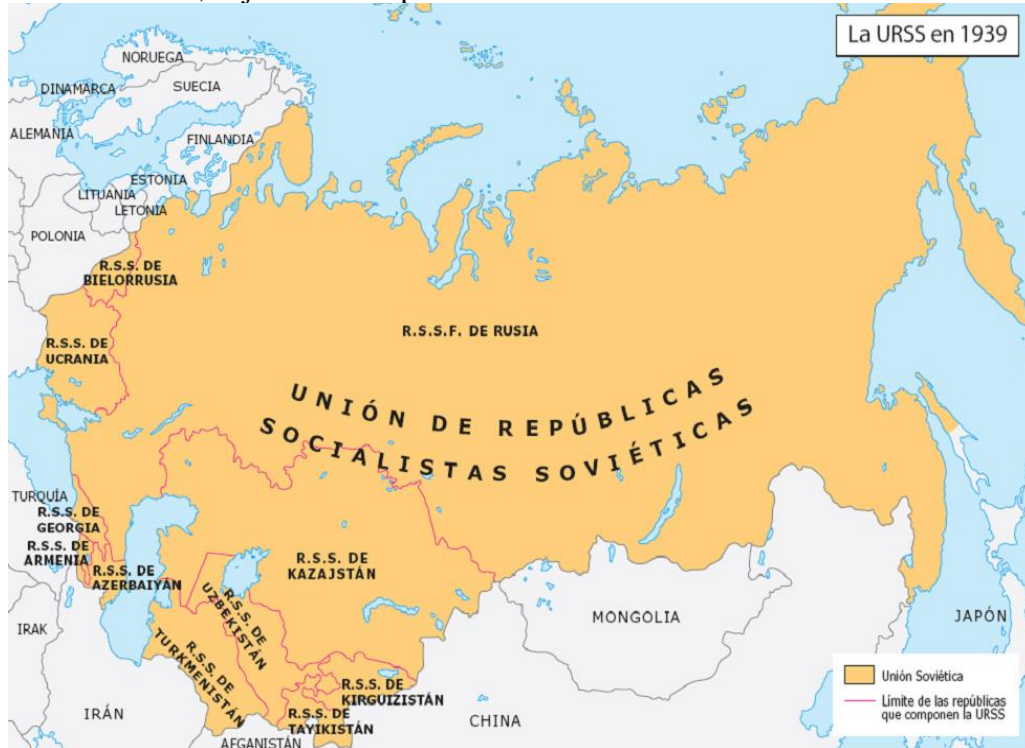 La URSS en 1939
NORUEGA
DINAMARCA
SUECIA
ALEMANIA
FINLANDIA
ESTONIA
LITUANIA
LETONIA
POLONIA
R.S.S. DE
BIELORRUSIA
R.S.S. DE
UCRANIA
R.S.S.F. DE RUSIA
UNIÓN DE REPÚBLICAS
SOCIALISTAS SOVIÉTICAS
TURQUÍA
R.S.S. DE
GEORGIA
R.S.S. DE
ARMENIA
R.S.S. DE
AZERBAIYÁN
R.S.S. DE
KAZAJSTÁN
R.S.S. DE
UZBEKISTÁN
R.S.S. DE
TURKMENISTÁN
R.S.S. DE
KIRGUIZISTÁN
R.S.S. DE
TAYIKISTÁN
IRAK
IRÁN
AFGANISTÁN
CHINA
MONGOLIA
JAPÓN
Unión Soviética
Límite de las repúblicas
que componen la URSS